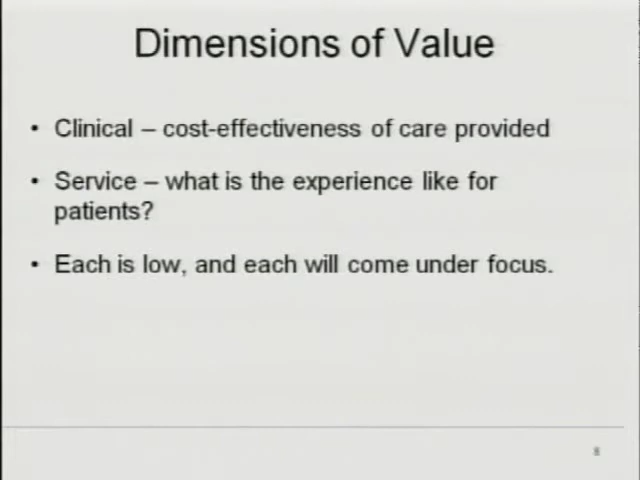 Dimensions of Value
• Clinical – cost-effectiveness of care provided
• Service – what is the experience like for
patients?
• Each is low, and each will come under focus.
8